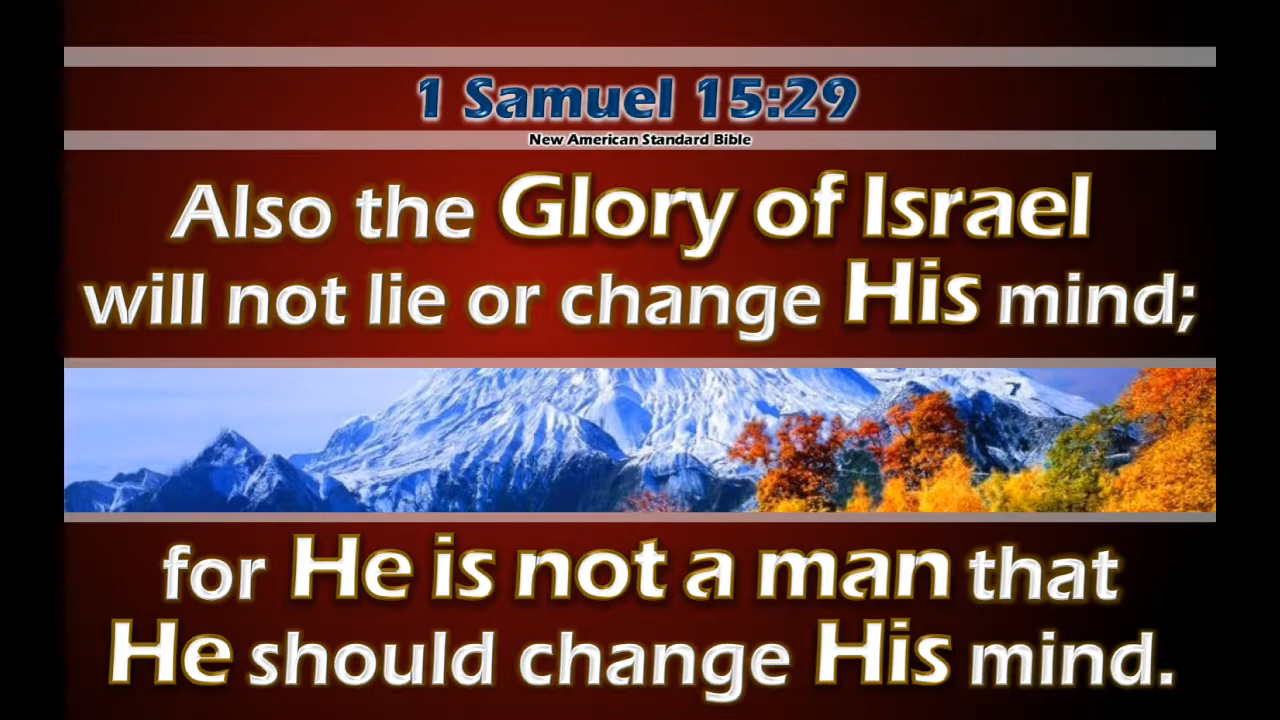 1 Samuel 15:29
New American Standard Bible
Also the Glory of Israel
will not lie or change His mind;
for He is not a man that
He should change His mind.